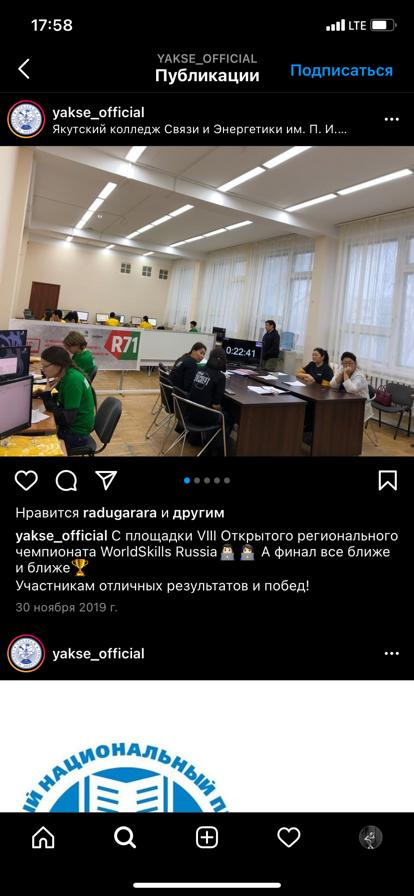 17:58
LTE
YAKSE_OFFICIAL
Публикации
Подписаться
yakse_official
Якутский колледж Связи и Энергетики им. П. И....
R71
0:22:41
Нравится radugarara и другим
yakse_official С площадки VIII Открытого регионального
чемпионата WorldSkills Russia👨🏻‍💻👩🏻‍💻 А финал все ближе
и ближе🏆
Участникам отличных результатов и побед!
30 ноября 2019 г.
yakse_official
ИЙ НАЦИОНАЛЬНЫЙ П